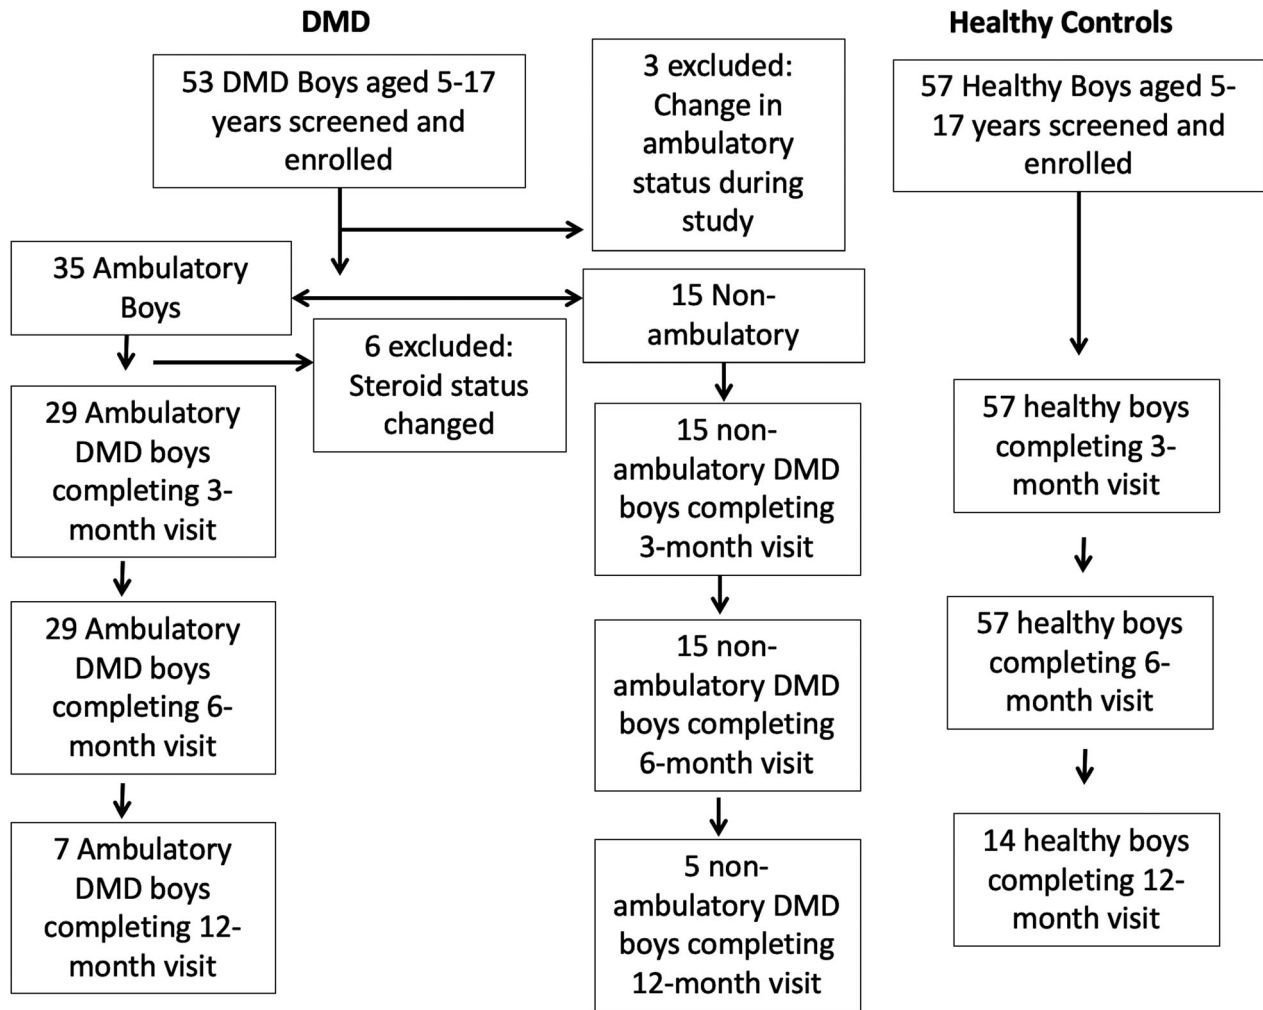 DMD
53 DMD Boys aged 5-17
years screened and
enrolled
3 excluded:
Change in
ambulatory
status during
study
35 Ambulatory
Boys
15 Non-
ambulatory
6 excluded:
Steroid status
changed
29 Ambulatory
DMD boys
completing 3-
month visit
15 non-
ambulatory DMD
boys completing
3-month visit
29 Ambulatory
DMD boys
completing 6-
month visit
15 non-
ambulatory DMD
boys completing
6-month visit
7 Ambulatory
DMD boys
completing 12-
month visit
5 non-
ambulatory DMD
boys completing
12-month visit
Healthy Controls
57 Healthy Boys aged 5-
17 years screened and
enrolled
57 healthy boys
completing 3-
month visit
57 healthy boys
completing 6-
month visit
14 healthy boys
completing 12-
month visit